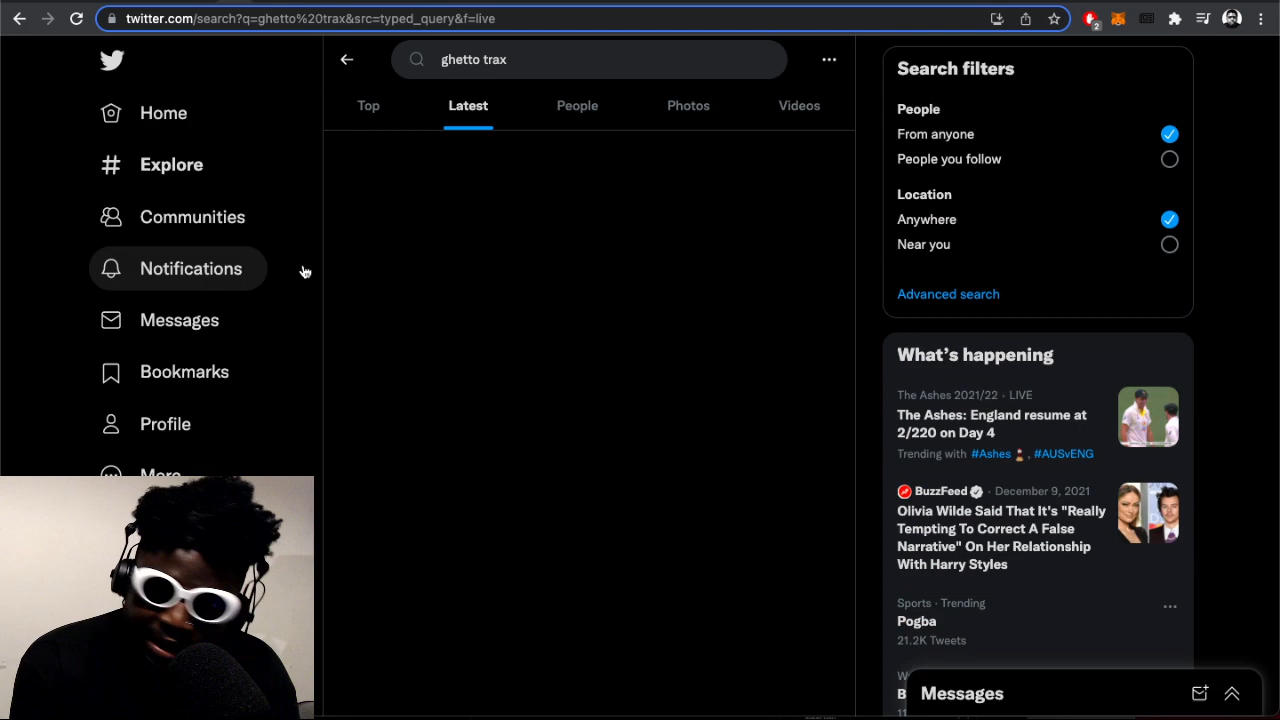 twitter.com/search?q=ghetto%20trax&src=typed_query&f=live
2
ghetto trax
Top
Latest
People
Photos
Videos
Home
Explore
Communities
Notifications
Messages
Bookmarks
Profile
More
Search filters
People
From anyone
People you follow
Location
Anywhere
Near you
Advanced search
What's happening
The Ashes 2021/22 · LIVE
The Ashes: England resume at
2/220 on Day 4
Trending with #Ashes , #AUSvENG
BuzzFeed · December 9, 2021
Olivia Wilde Said That It's "Really
Tempting To Correct A False
Narrative" On Her Relationship
With Harry Styles
Sports · Trending
Pogba
21.2K Tweets
Messages